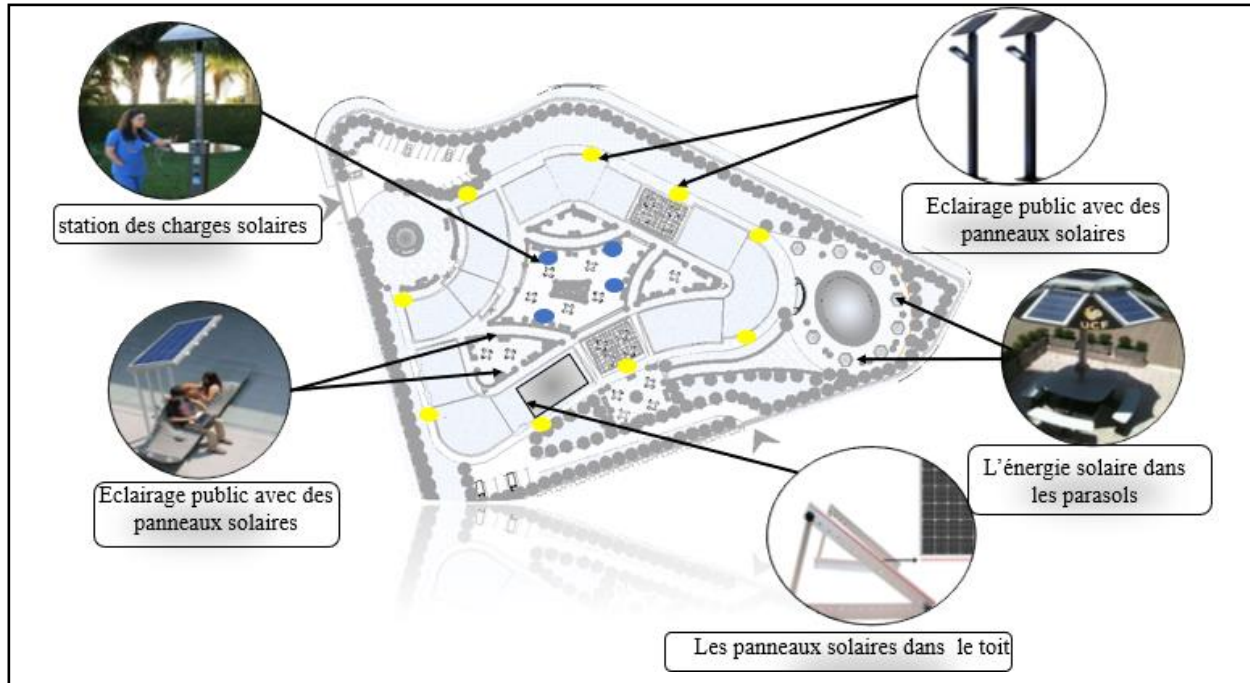 station des charges solaires
Eclairage public avec des
panneaux solaires
UCF
L'énergie solaire dans
les parasols
Eclairage public avec des
panneaux solaires
Les panneaux solaires dans le toit